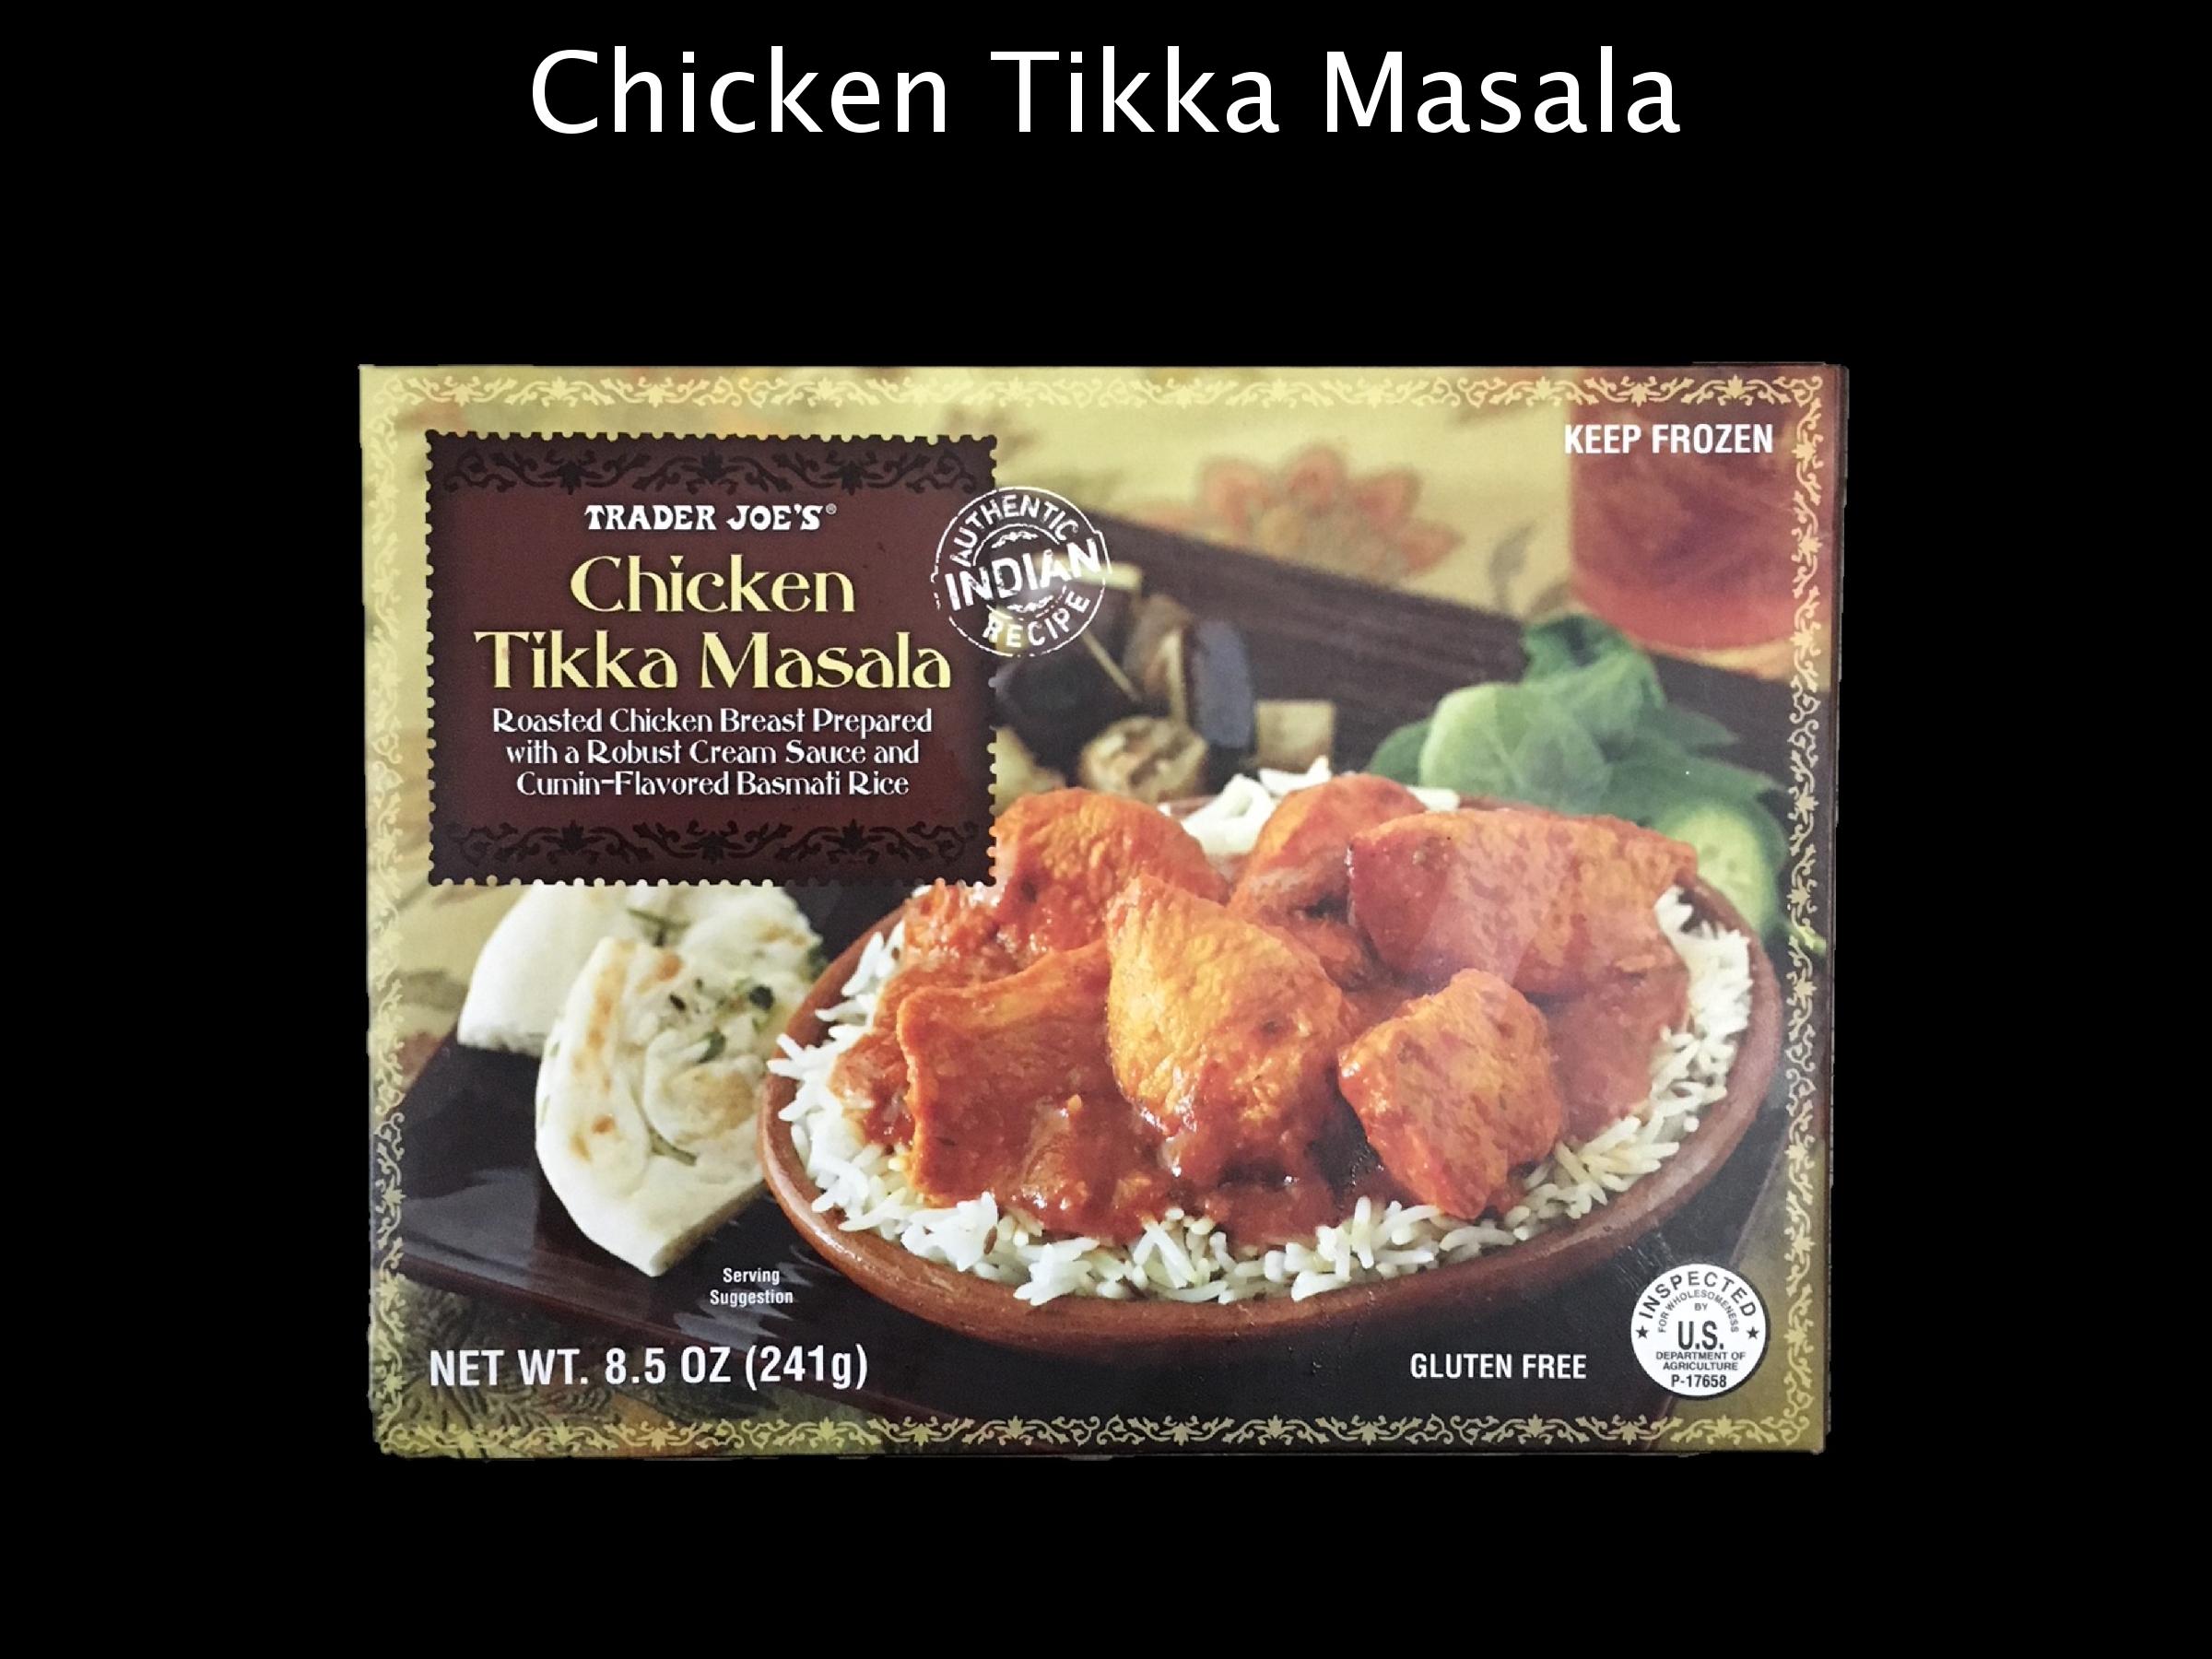 Chicken Tikka Masala
KEEP FROZEN
TRADER JOE'S®
Chicken
Tikka Masala
Roasted Chicken Breast Prepared
with a Robust Cream Sauce and
Cumin-Flavored Basmati Rice
AUTHENTIC
INDIAN
RECIPE
Serving
Suggestion
NET WT. 8.5 OZ (241g)
GLUTEN FREE
INSPECTED
FOR WHOLESOMENESS
BY
U.S.
DEPARTMENT OF
AGRICULTURE
P-17658